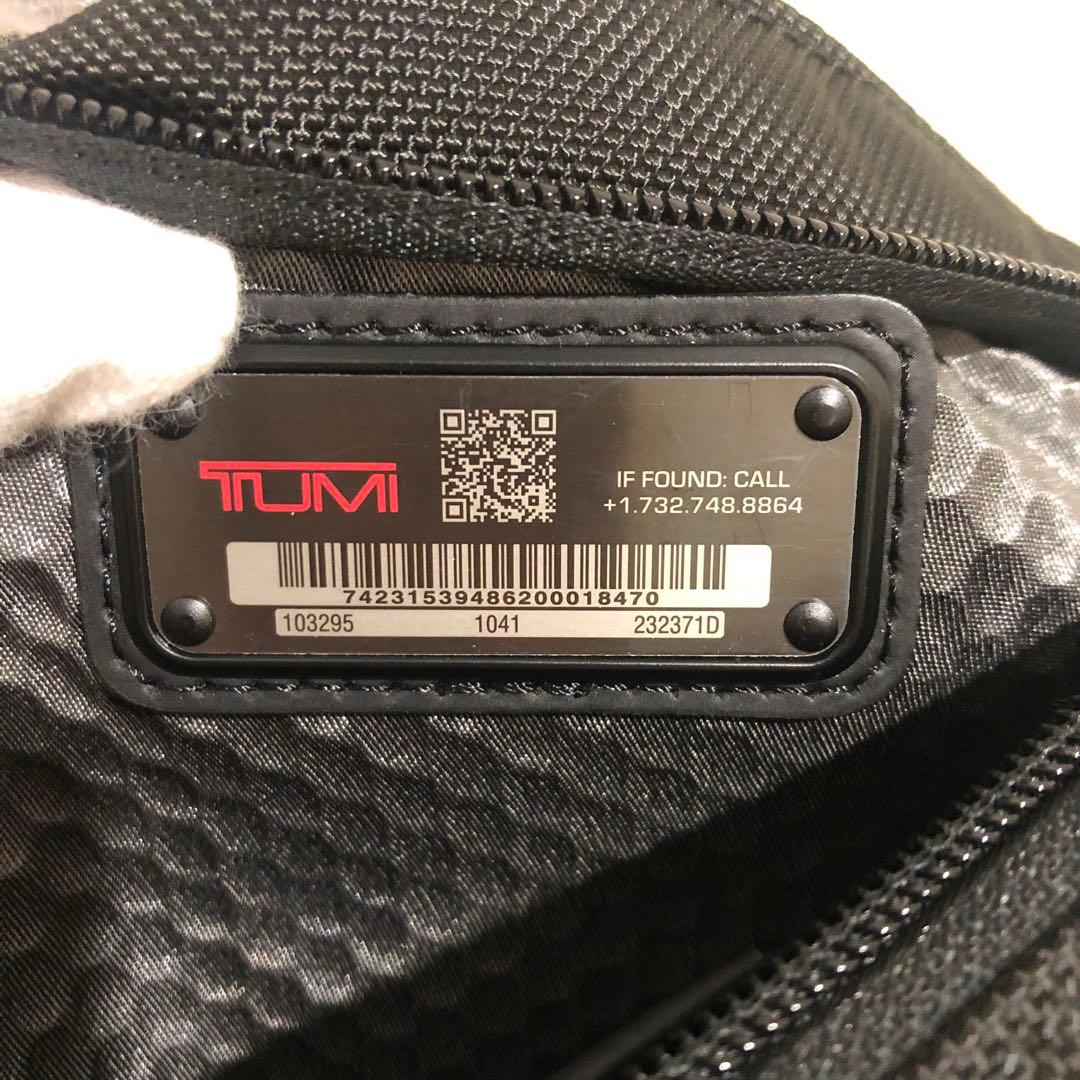 TUMI
IF FOUND: CALL
+1.732.748.8864
74231539486200018470
103295 1041 232371D